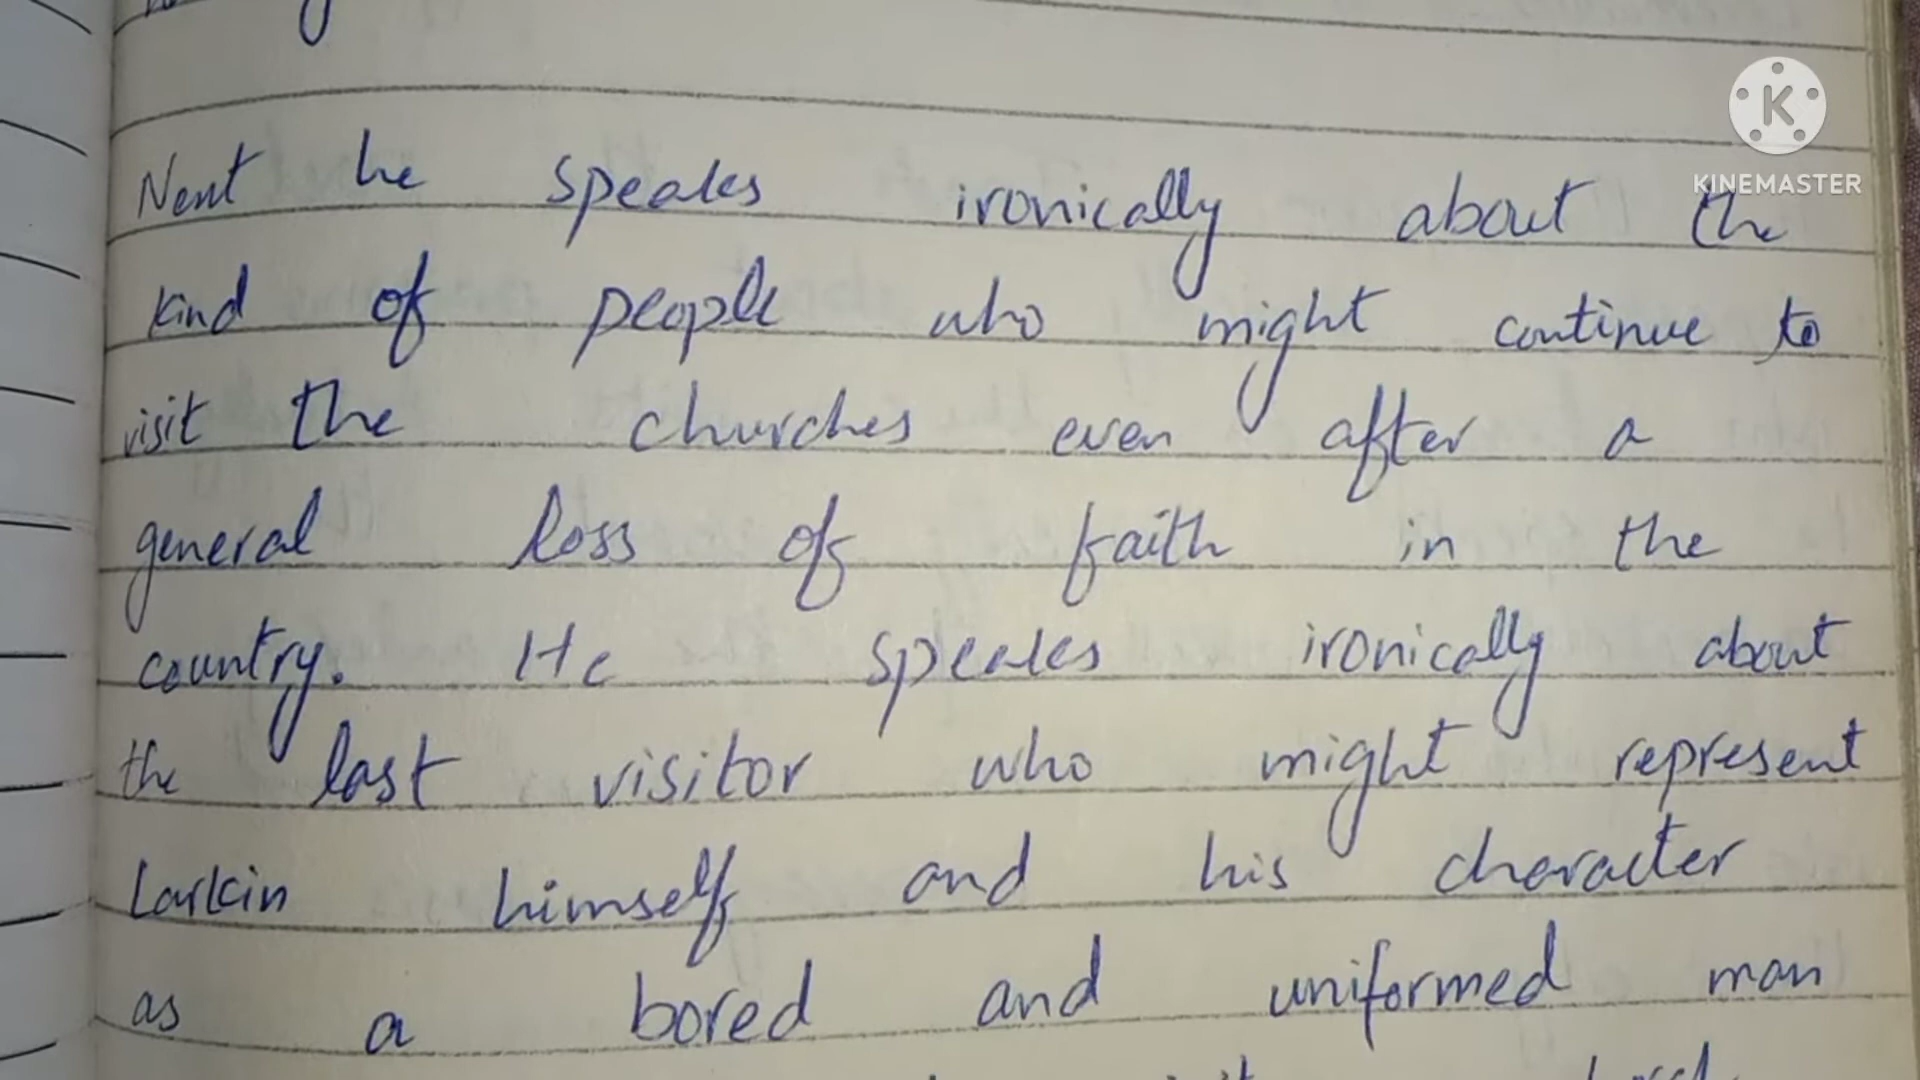 Next he speaks ironically about the
kind of people who might continue to
visit the churches even after a
general loss of faith in the
country. He speaks ironically about
the last visitor who might represent
Larkin himself and his character
as a bored and uniformed man
KINEMASTER